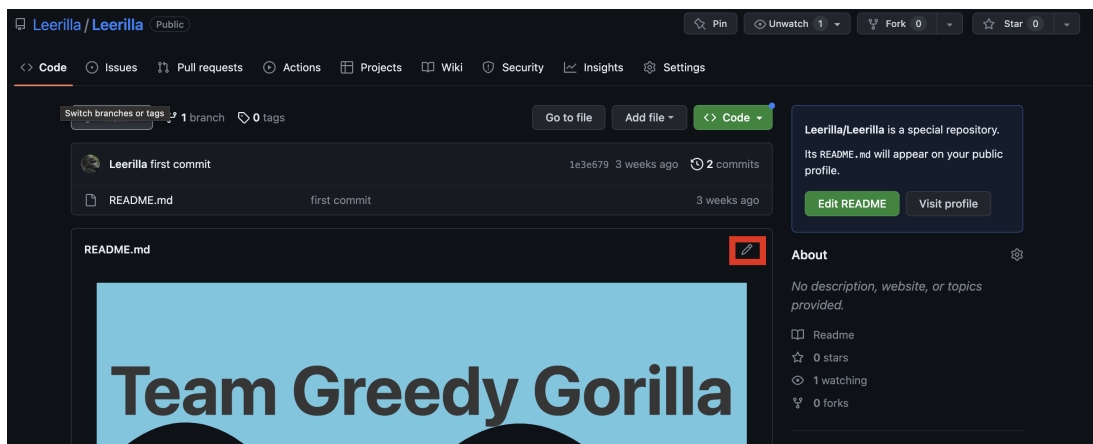 Leerilla / Leerilla Public
Pin
Unwatch 1
Fork 0
Star 0
Code
Issues
Pull requests
Actions
Projects
Wiki
Security
Insights
Settings
Switch branches or tags
1 branch
0 tags
Go to file
Add file
Code
Leerilla first commit
1e3e679 3 weeks ago
2 commits
README.md
first commit
3 weeks ago
README.md
Team Greedy Gorilla
Leerilla/Leerilla is a special repository.
Its README.md will appear on your public
profile.
Edit README
Visit profile
About
No description, website, or topics
provided.
Readme
0 stars
1 watching
0 forks